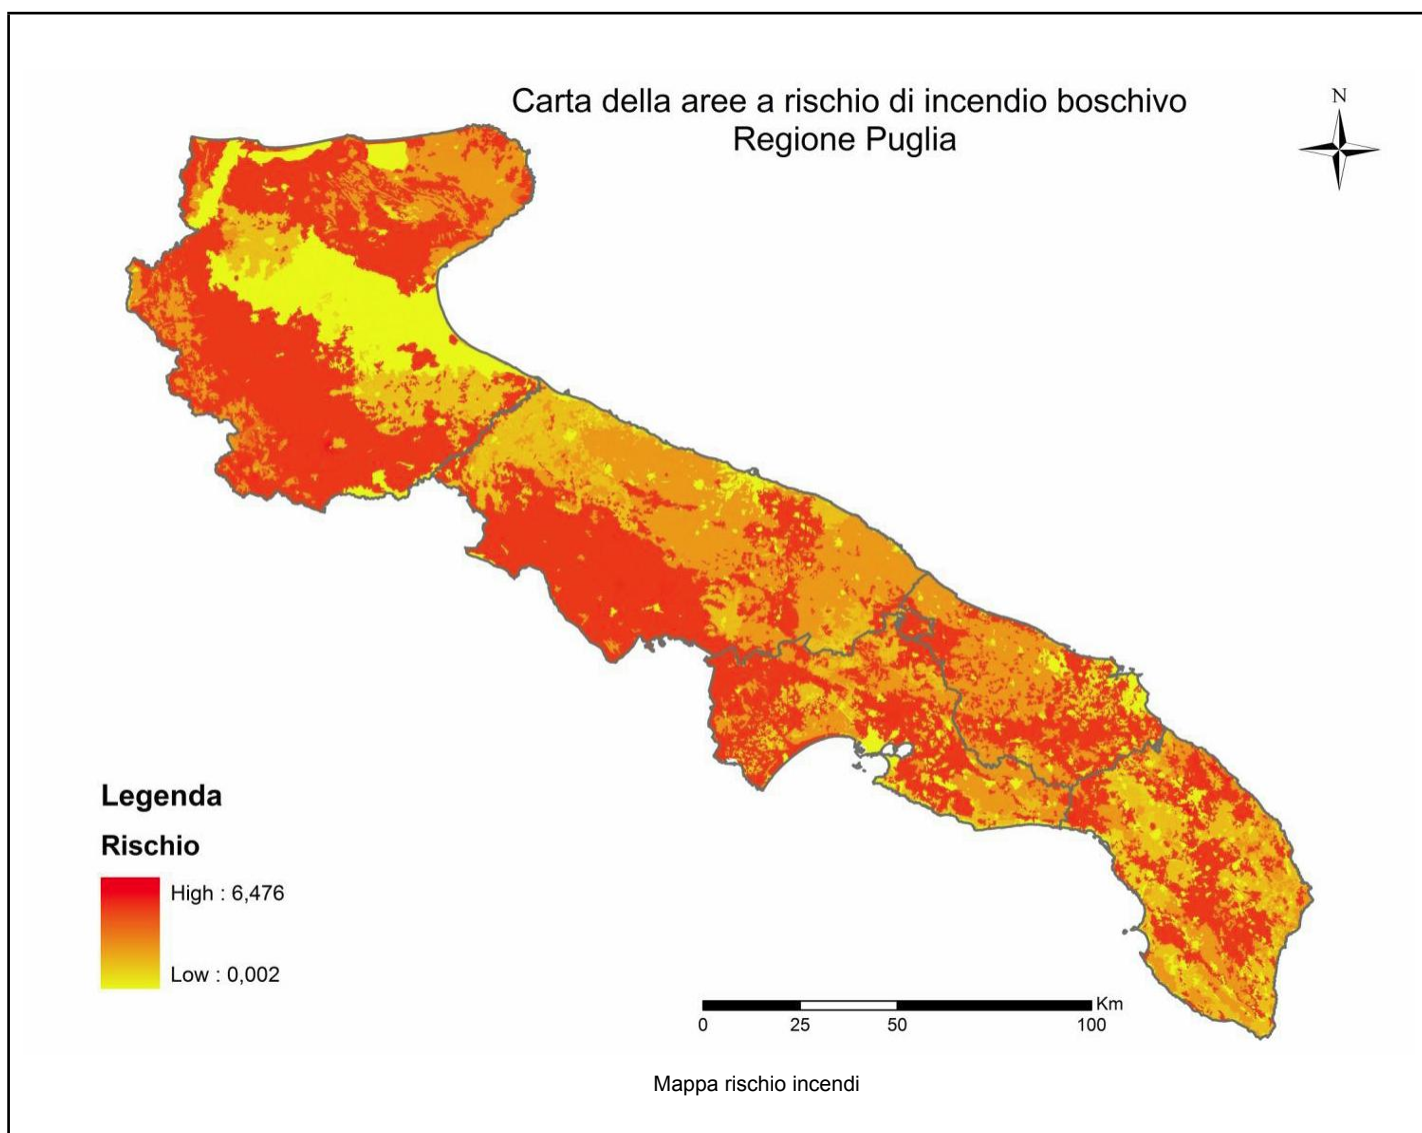 Carta della aree a rischio di incendio boschivo
Regione Puglia
N
Legenda
Rischio
High : 6,476
Low : 0,002
Km
0 25 50 100
Mappa rischio incendi